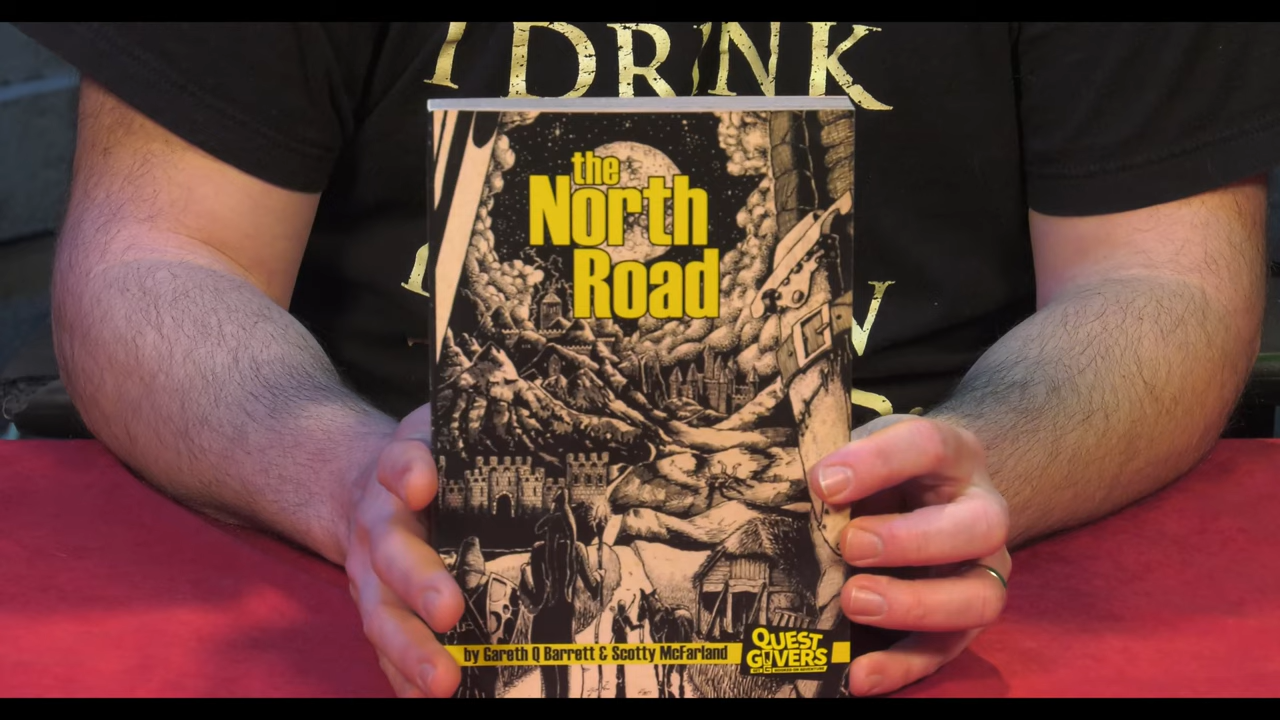 I DRINK
the
North
Road
by Gareth Q Barrett & Scotty McFarland
QUEST
GIVERS